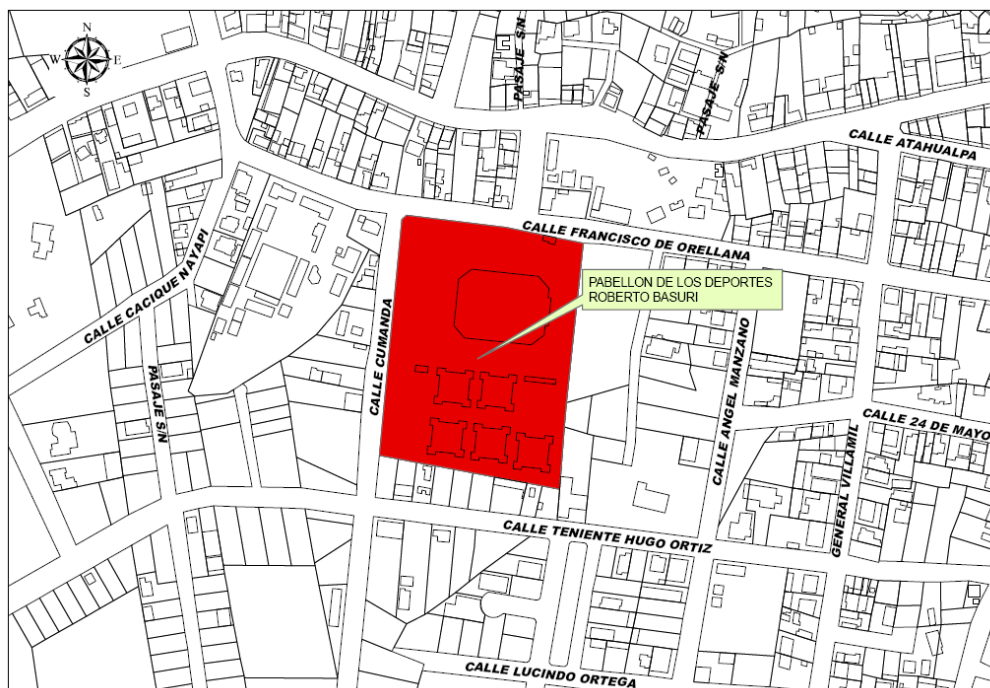 N
W E
S
PASAJE S/N
PASAJE S/N
CALLE ATAHUALPA
CALLE FRANCISCO DE ORELLANA
CALLE CACIQUE NAYAPI
PABELLON DE LOS DEPORTES
ROBERTO BASURI
CALLE CUMANDA
CALLE ANGEL MANZANO
PASAJE S/N
CALLE 24 DE MAYO
GENERAL VILLAMIL
CALLE TENIENTE HUGO ORTIZ
CALLE LUCINDO ORTEGA